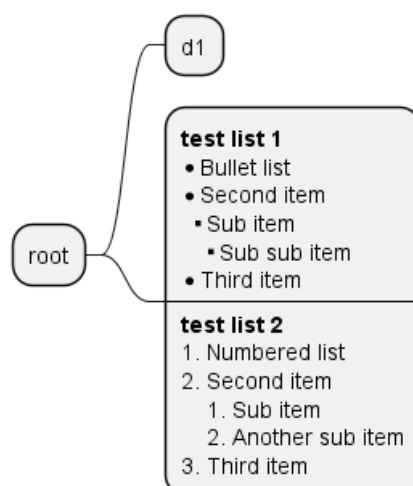 d1
test list 1
• Bullet list
• Second item
▪ Sub item
▪ Sub sub item
• Third item
root
test list 2
1. Numbered list
2. Second item
1. Sub item
2. Another sub item
3. Third item